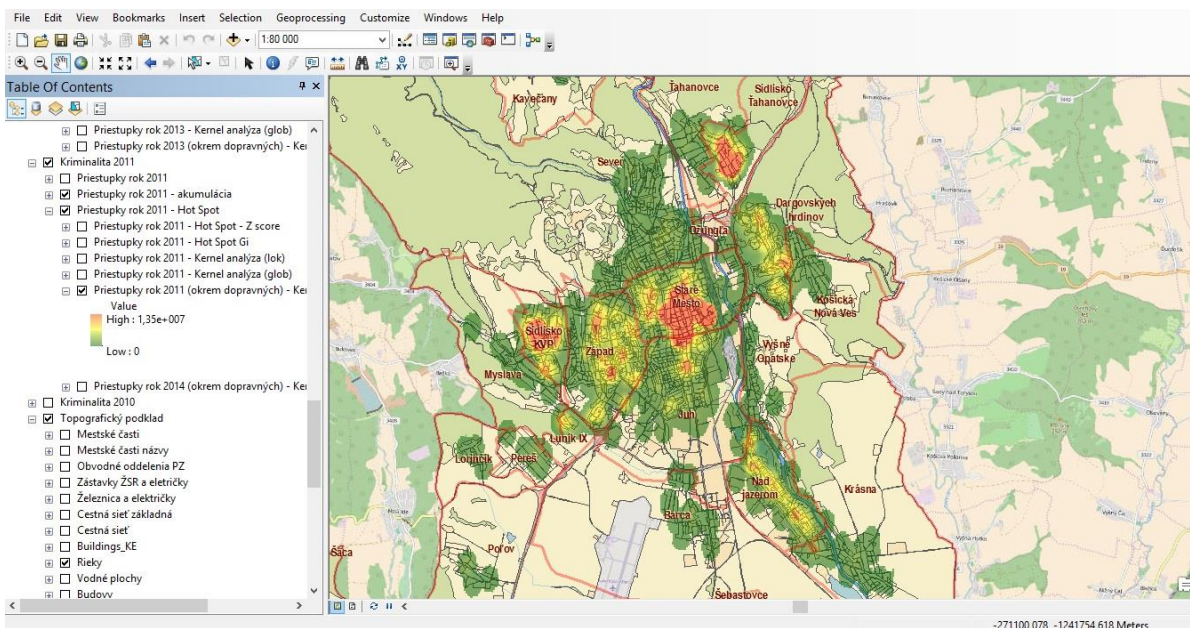 File Edit View Bookmarks Insert Selection Geoprocessing Customize Windows Help
1:80 000
Table Of Contents
Priestupky rok 2013 - Kernel analýza (glob)
Priestupky rok 2013 (okrem dopravných) - Ker
Kriminalita 2011
Priestupky rok 2011
Priestupky rok 2011 - akumulácia
Priestupky rok 2011 - Hot Spot
Priestupky rok 2011 - Hot Spot - Z score
Priestupky rok 2011 - Hot Spot Gi
Priestupky rok 2011 - Kernel analýza (lok)
Priestupky rok 2011 - Kernel analýza (glob)
Priestupky rok 2011 (okrem dopravných) - Ker
Value
High : 1,35e+007
Low : 0
Priestupky rok 2014 (okrem dopravných) - Ker
Kriminalita 2010
Topografický podklad
Mestské časti
Mestské časti názvy
Obvodné oddelenia PZ
Zástavky ŽSR a eletričky
Železnica a električky
Cestná sieť základná
Cestná sieť
Buildings_KE
Rieky
Vodné plochy
Budovy
Kavečany
Ťahanovce
Sídlisko
Ťahanovce
Sever
Dargovských
hrdinov
Džungľa
Staré
Mesto
Košická
Nová Ves
Sídlisko
KVP
Západ
Vyšné
Opátske
Myslava
Juh
Luník IX
Lorinčík
Pereš
Nad
jazerom
Krásna
Barca
Poľov
Šaca
Šebastovce
-271100,078 -1241754,618 Meters